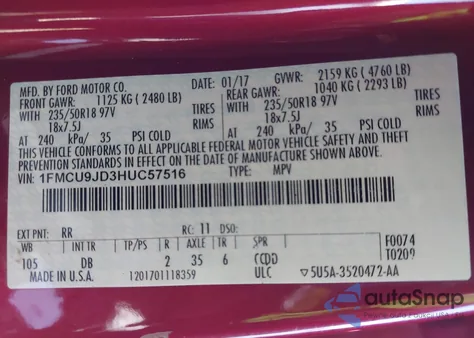 MFD. BY FORD MOTOR CO.
DATE: 01/17 GVWR: 2159 KG (4760 LB)
FRONT GAWR: 1125 KG (2480 LB) REAR GAWR: 1040 KG (2293 LB)
WITH 235/50R18 97V TIRES WITH 235/50R18 97V TIRES
18x7.5J RIMS 18x7.5J RIMS
AT 240 kPa/ 35 PSI COLD AT 240 kPa/ 35 PSI COLD
THIS VEHICLE CONFORMS TO ALL APPLICABLE FEDERAL MOTOR VEHICLE SAFETY AND THEFT
PREVENTION STANDARDS IN EFFECT ON THE DATE OF MANUFACTURE SHOWN ABOVE.
VIN: 1FMCU9JD3HUC57516 TYPE: MPV
EXT PNT: RR RC: 11 DSO: F0074
WB INT TR TP/PS R AXLE TR SPR T0209
105 DB 2 35 6 CCDD
MADE IN U.S.A. 1201701118359 ULC ▽5U5A-3520472-AA
autoSnap